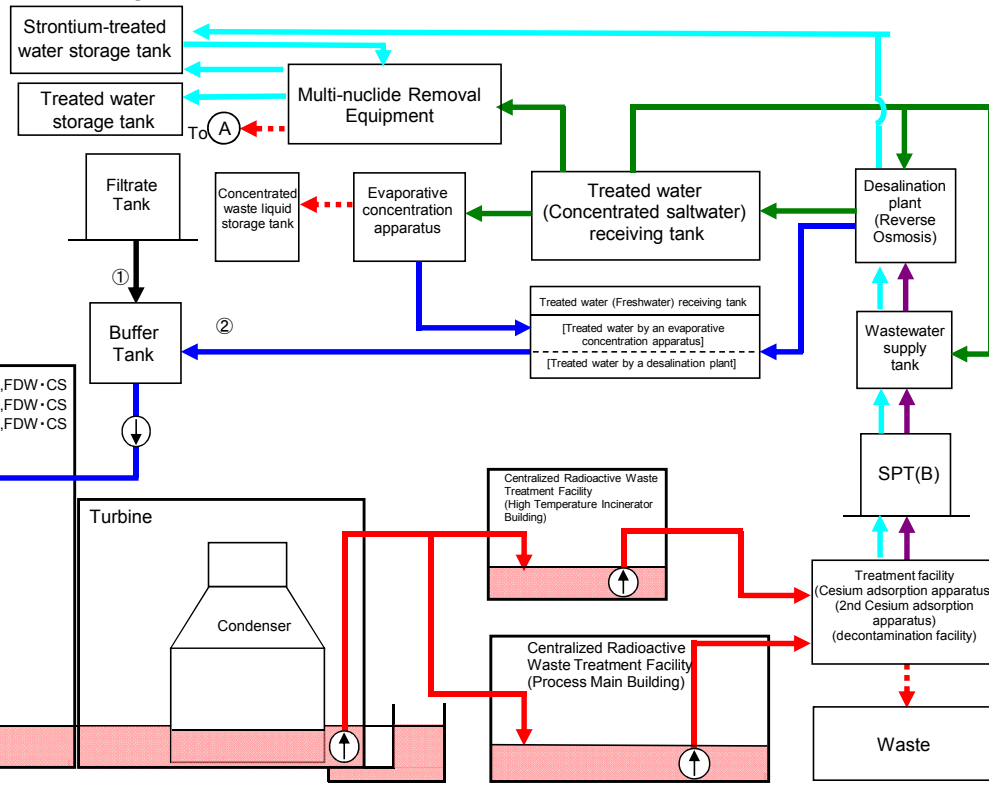 Strontium-treated
water storage tank
Treated water
storage tank
Multi-nuclide Removal
Equipment
To A
Filtrate
Tank
Concentrated
waste liquid
storage tank
Evaporative
concentration
apparatus
Treated water
(Concentrated saltwater)
receiving tank
Desalination
plant
(Reverse
Osmosis)
①
②
Buffer
Tank
Treated water (Freshwater) receiving tank
[Treated water by an evaporative
concentration apparatus]
[Treated water by a desalination plant]
Wastewater
supply
tank
,FDW・CS
,FDW・CS
,FDW・CS
SPT(B)
Turbine
Condenser
Centralized Radioactive Waste
Treatment Facility
(High Temperature Incinerator
Building)
Centralized Radioactive
Waste Treatment Facility
(Process Main Building)
Treatment facility
(Cesium adsorption apparatus)
(2nd Cesium adsorption
apparatus)
(decontamination facility)
Waste